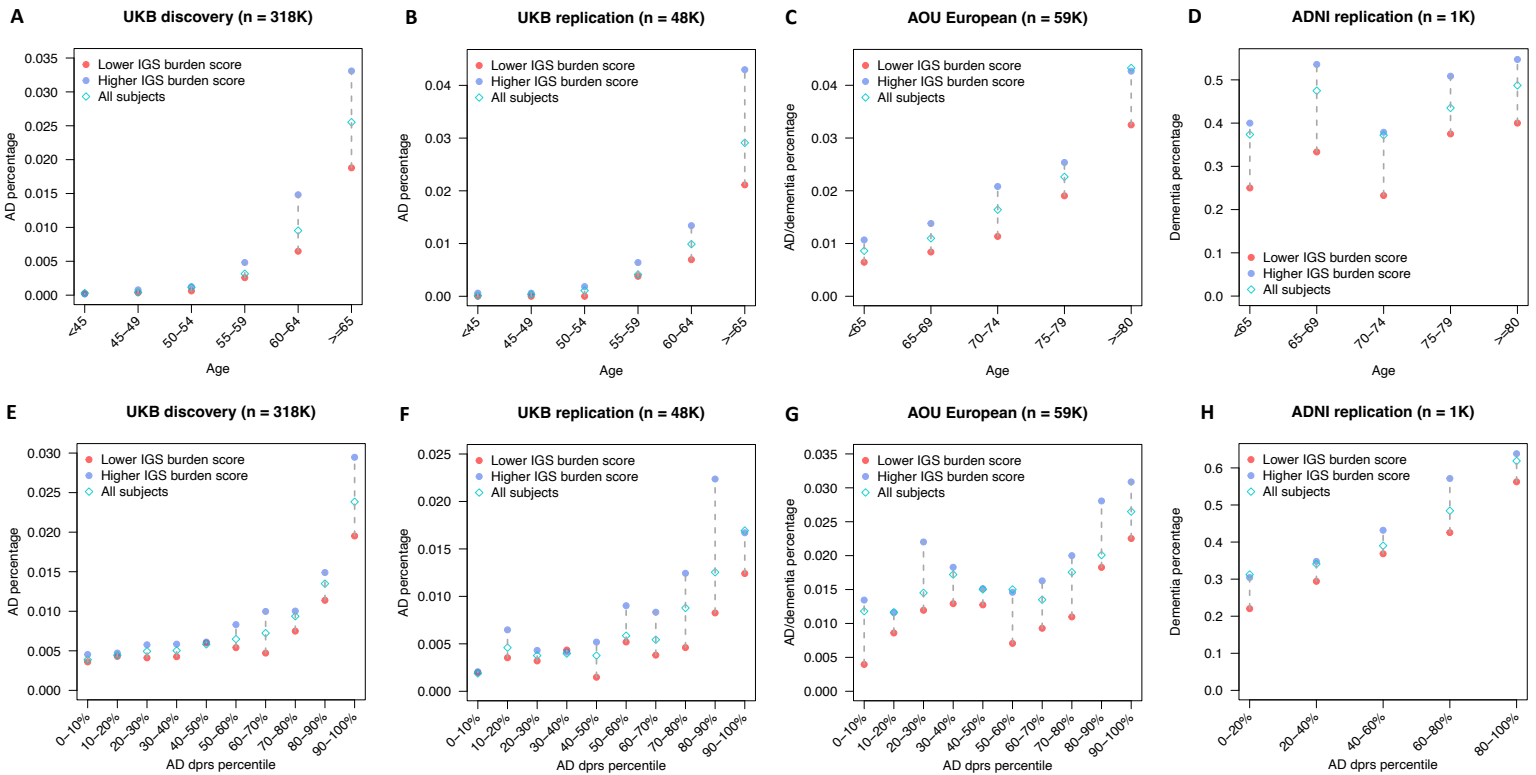 A
UKB discovery (n = 318K)
AD percentage
0.035
0.030
0.025
0.020
0.015
0.010
0.005
0.000
Lower IGS burden score
Higher IGS burden score
All subjects
<45
45−49
50−54
55−59
60−64
>=65
Age
B
UKB replication (n = 48K)
AD percentage
0.04
0.03
0.02
0.01
0.00
Lower IGS burden score
Higher IGS burden score
All subjects
<45
45−49
50−54
55−59
60−64
>=65
Age
C
AOU European (n = 59K)
AD/dementia percentage
0.04
0.03
0.02
0.01
0.00
Lower IGS burden score
Higher IGS burden score
All subjects
<65
65−69
70−74
75−79
>=80
Age
D
ADNI replication (n = 1K)
Dementia percentage
0.5
0.4
0.3
0.2
0.1
0.0
Lower IGS burden score
Higher IGS burden score
All subjects
<65
65−69
70−74
75−79
>=80
Age
E
UKB discovery (n = 318K)
AD percentage
0.030
0.025
0.020
0.015
0.010
0.005
0.000
Lower IGS burden score
Higher IGS burden score
All subjects
0−10%
10−20%
20−30%
30−40%
40−50%
50−60%
60−70%
70−80%
80−90%
90−100%
AD dprs percentile
F
UKB replication (n = 48K)
AD percentage
0.025
0.020
0.015
0.010
0.005
0.000
Lower IGS burden score
Higher IGS burden score
All subjects
0−10%
10−20%
20−30%
30−40%
40−50%
50−60%
60−70%
70−80%
80−90%
90−100%
AD dprs percentile
G
AOU European (n = 59K)
AD/dementia percentage
0.035
0.030
0.025
0.020
0.015
0.010
0.005
0.000
Lower IGS burden score
Higher IGS burden score
All subjects
0−10%
10−20%
20−30%
30−40%
40−50%
50−60%
60−70%
70−80%
80−90%
90−100%
AD dprs percentile
H
ADNI replication (n = 1K)
Dementia percentage
0.6
0.5
0.4
0.3
0.2
0.1
0.0
Lower IGS burden score
Higher IGS burden score
All subjects
0−20%
20−40%
40−60%
60−80%
80−100%
AD dprs percentile